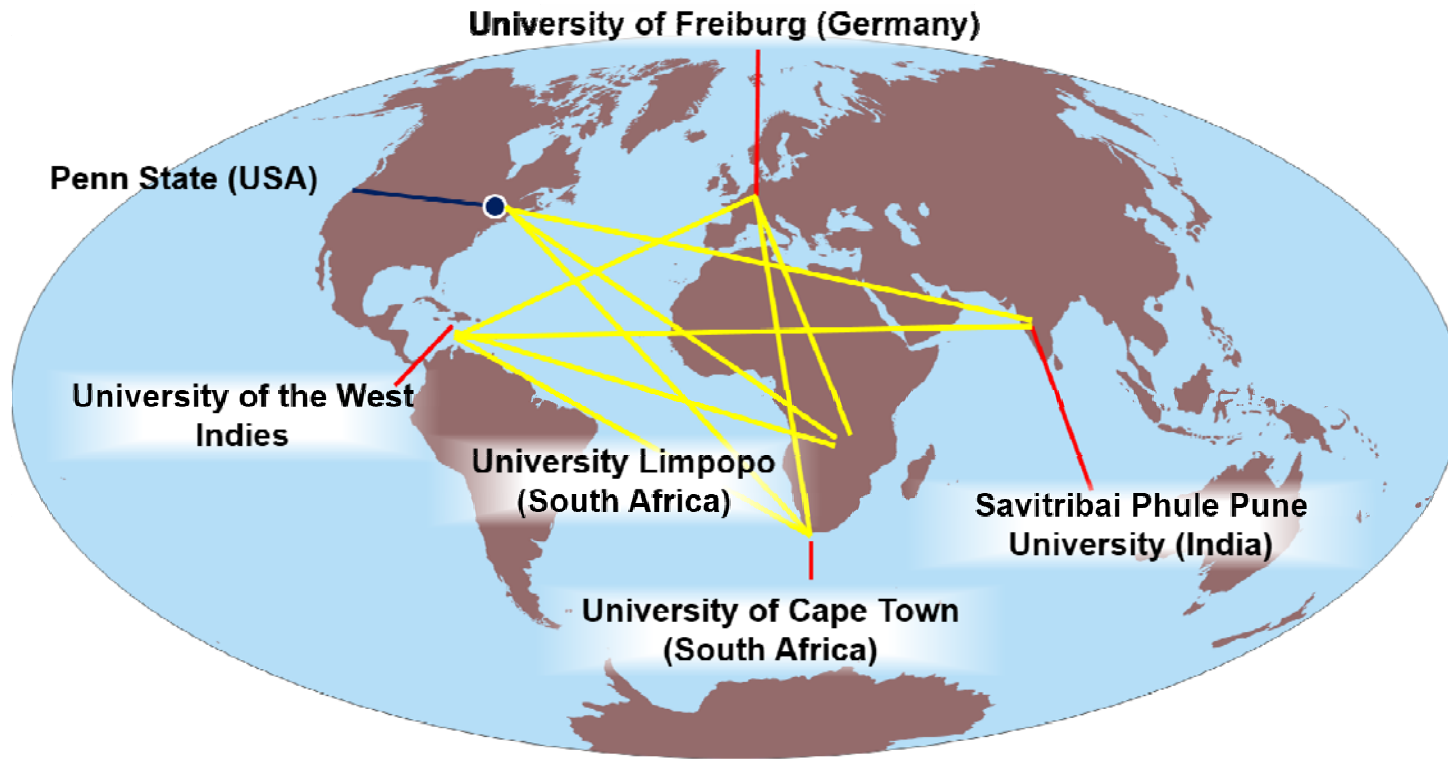 University of Freiburg (Germany)
Penn State (USA)
University of the West
Indies
University Limpopo
(South Africa)
Savitribai Phule Pune
University (India)
University of Cape Town
(South Africa)